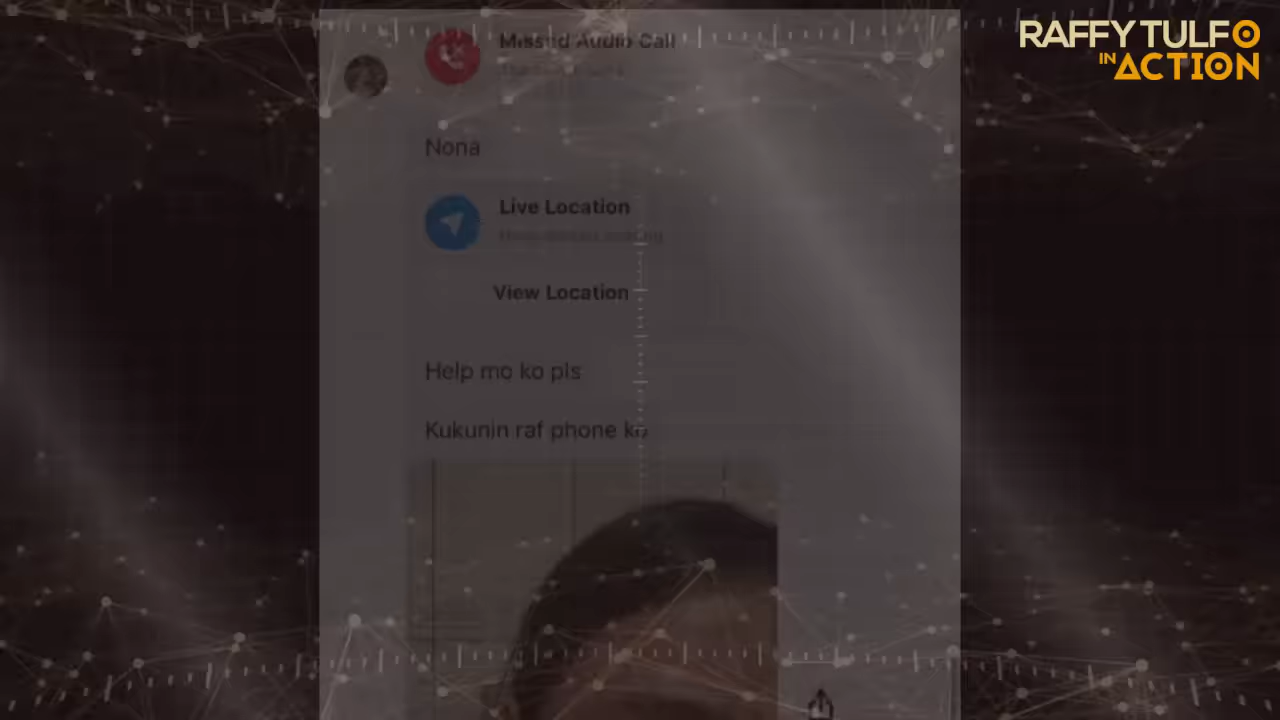 RAFFY TULFO
IN ACTION
Missed Audio Call
Nona
Live Location
View Location
Help mo ko pls
Kukunin raf phone ko